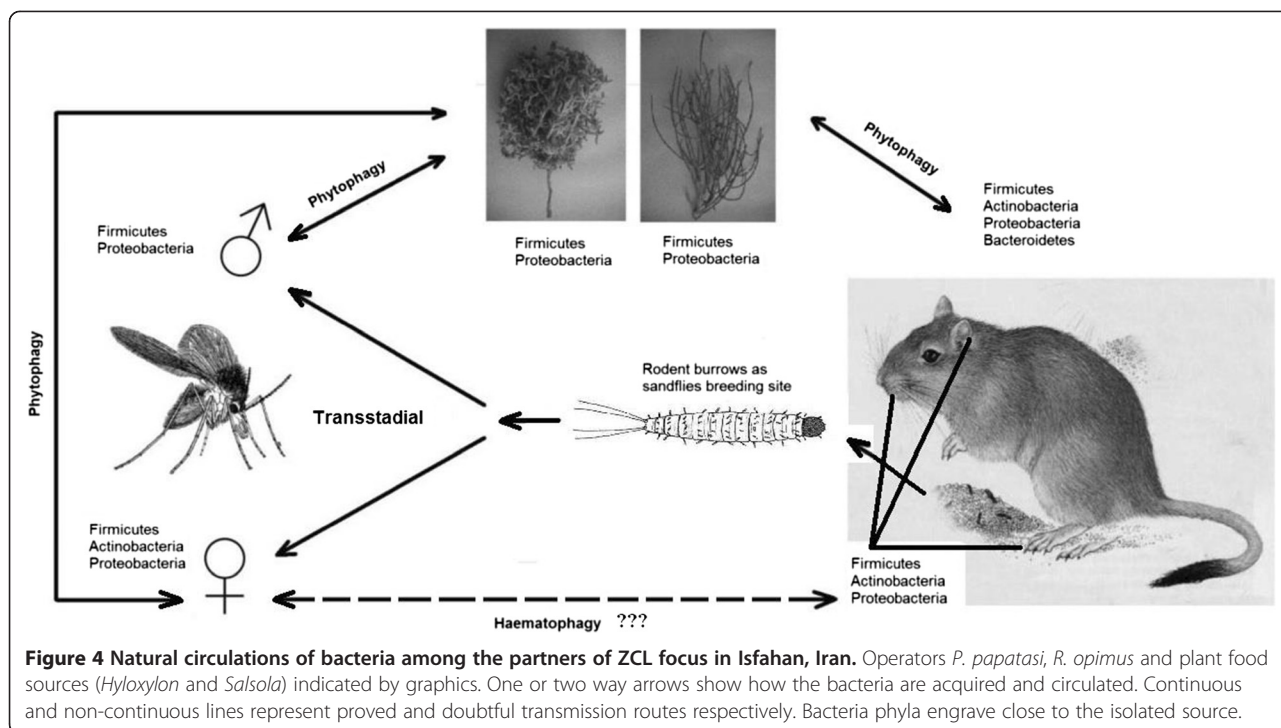 Phytophagy
Firmicutes
Proteobacteria
Phytophagy
Firmicutes
Proteobacteria
Firmicutes
Proteobacteria
Phytophagy
Firmicutes
Actinobacteria
Proteobacteria
Bacteroidetes
Transstadial
Rodent burrows as
sandflies breeding site
Firmicutes
Actinobacteria
Proteobacteria
Firmicutes
Actinobacteria
Proteobacteria
Haematophagy ???
Figure 4 Natural circulations of bacteria among the partners of ZCL focus in Isfahan, Iran. Operators P. papatasi, R. opimus and plant food
sources (Hyloxylon and Salsola) indicated by graphics. One or two way arrows show how the bacteria are acquired and circulated. Continuous
and non-continuous lines represent proved and doubtful transmission routes respectively. Bacteria phyla engrave close to the isolated source.